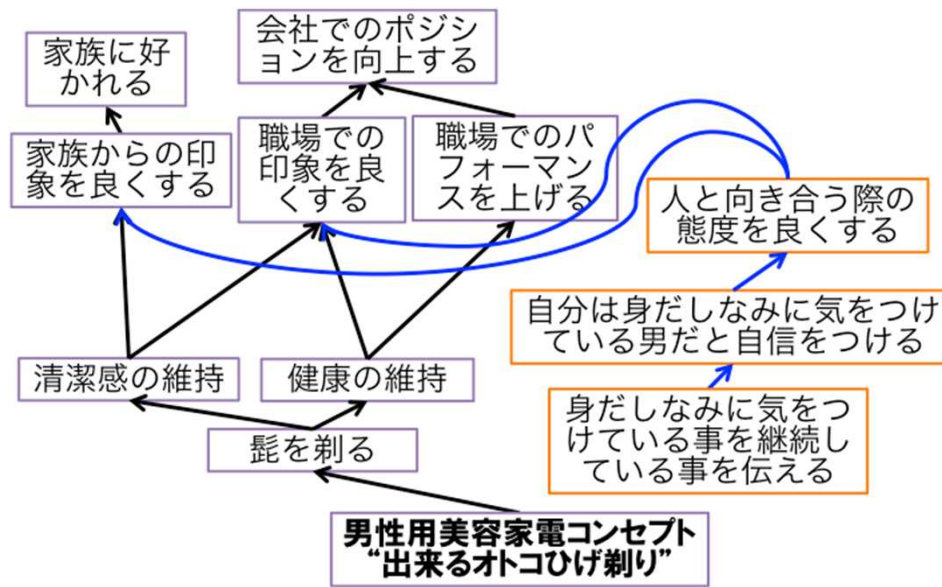 会社でのポジシ
ョンを向上する
家族に好
かれる
家族からの印
象を良くする
職場での
印象を良
くする
職場でのパ
フォーマン
スを上げる
人と向き合う際の
態度を良くする
自分は身だしなみに気をつけ
ている男だと自信をつける
清潔感の維持
健康の維持
身だしなみに気をつ
けている事を継続し
ている事を伝える
髭を剃る
男性用美容家電コンセプト
“出来るオトコひげ剃り”